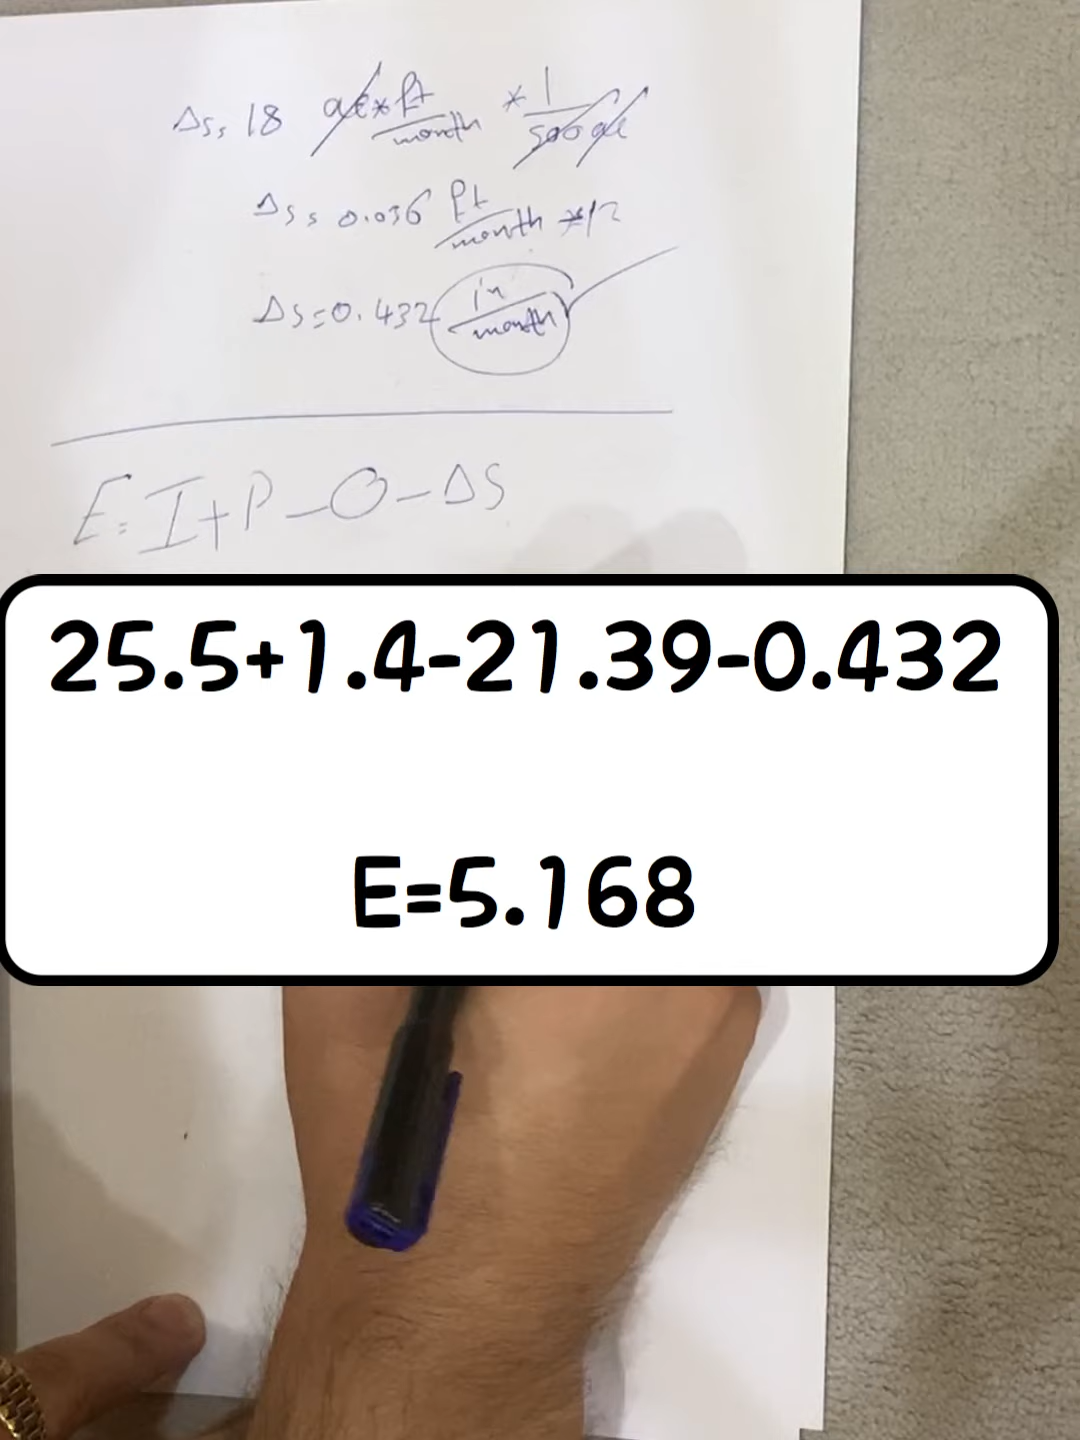 ΔS = 18 ac*ft/month * 1/500 ac
ΔS = 0.036 ft/month *12
ΔS = 0.432 in/month
E = I+P-O-ΔS
25.5+1.4-21.39-0.432
E=5.168